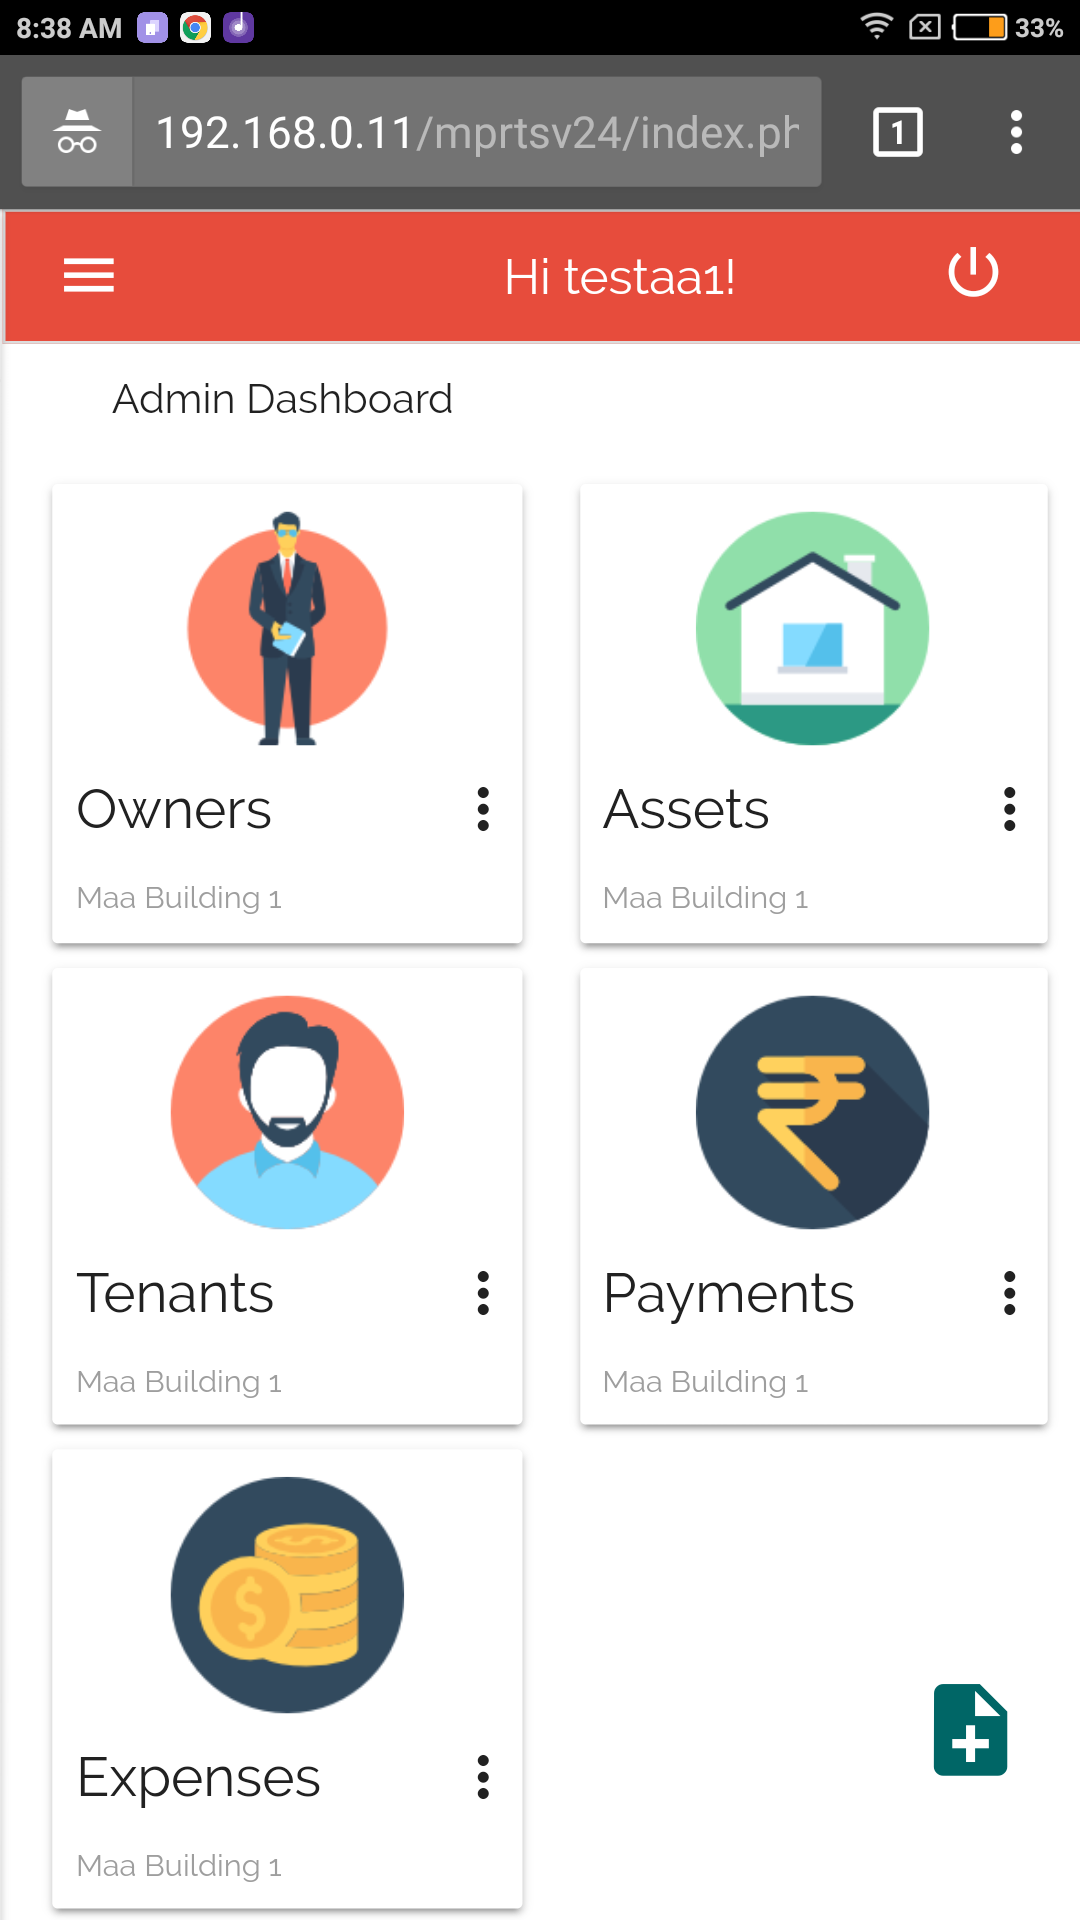 8:38 AM 33%
192.168.0.11/mprtsv24/index.ph 1
Hi testaa1!
Admin Dashboard
Owners
Maa Building 1
Assets
Maa Building 1
Tenants
Maa Building 1
Payments
Maa Building 1
Expenses
Maa Building 1